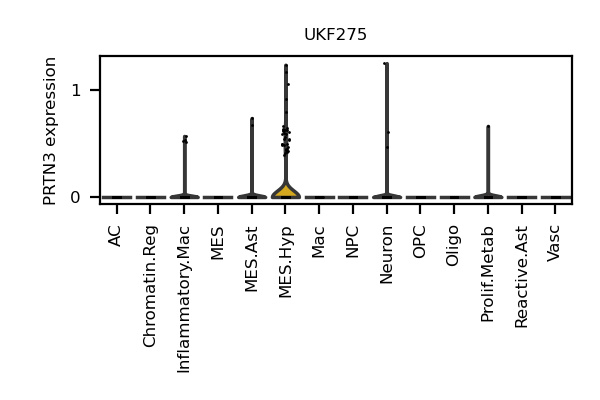 UKF275
PRTN3 expression
1
0
AC
Chromatin.Reg
Inflammatory.Mac
MES
MES.Ast
MES.Hyp
Mac
NPC
Neuron
OPC
Oligo
Prolif.Metab
Reactive.Ast
Vasc